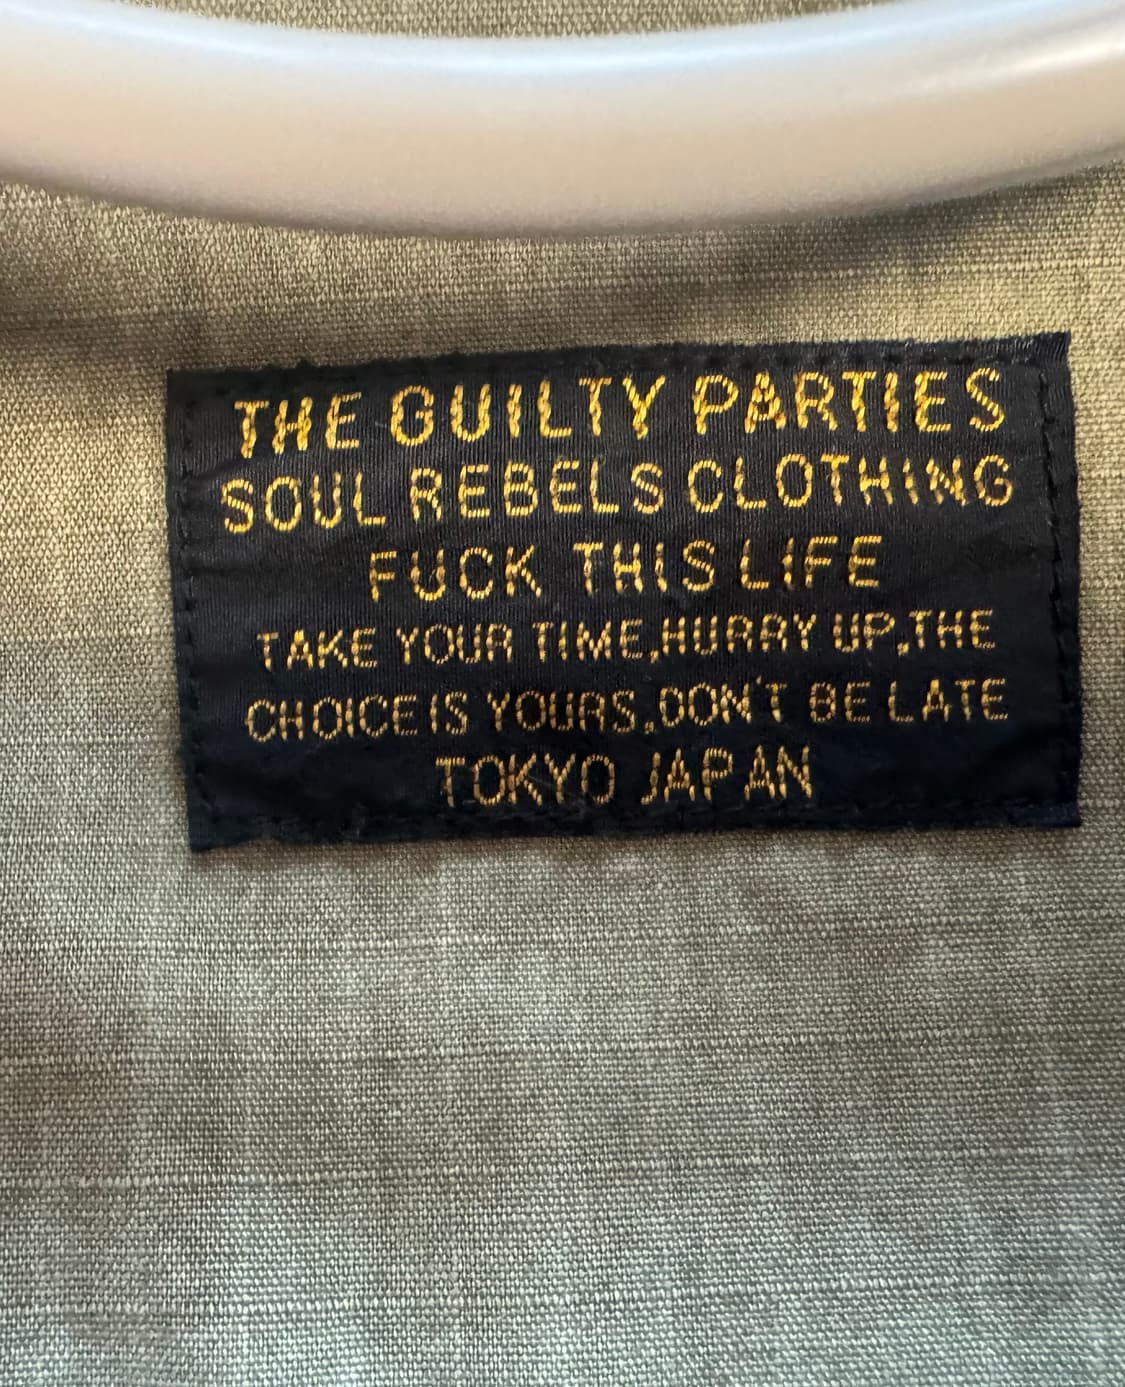 THE GUILTY PARTIES
SOUL REBELS CLOTHING
FUCK THIS LIFE
TAKE YOUR TIME,HURRY UP,THE
CHOICE IS YOURS,DON'T BE LATE
TOKYO JAPAN